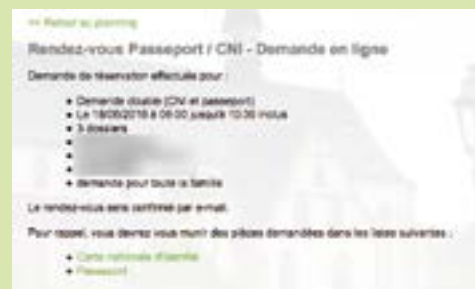 << Retour au planning
Rendez-vous Passeport / CNI - Demande en ligne
Demande de réservation effectuée pour :
Demande double (CNI et passeport)
Le 18/06/2016 à 09:00 jusqu'à 10:30 inclus
3 dossiers
demande pour toute la famille
Le rendez-vous sera confirmé par e-mail.
Pour rappel, vous devrez vous munir des pièces demandées dans les listes suivantes :
Carte nationale d'identité
Passeport